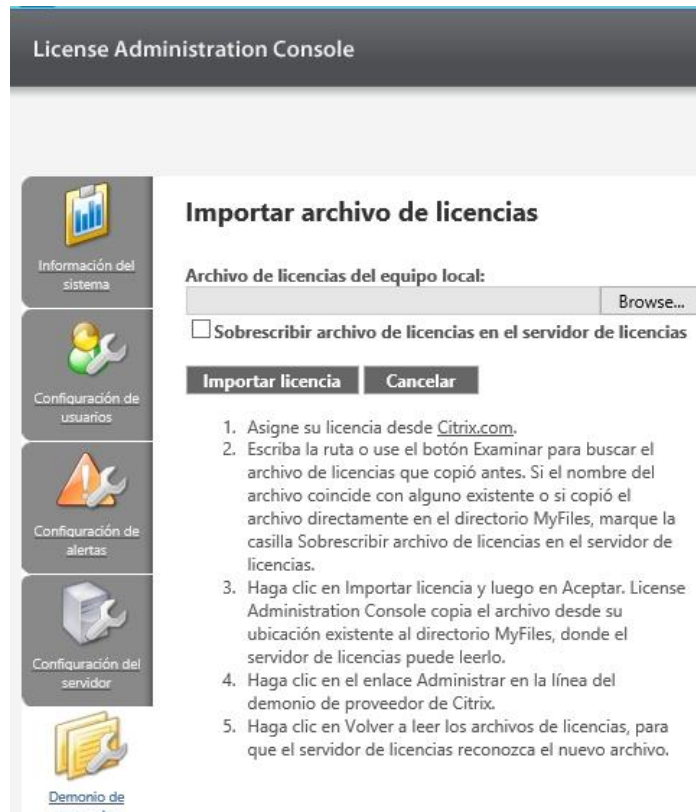 License Administration Console
Información del
sistema
Configuración de
usuarios
Configuración de
alertas
Configuración del
servidor
Demonio de
Importar archivo de licencias
Archivo de licencias del equipo local:
Browse...
Sobrescribir archivo de licencias en el servidor de licencias
Importar licencia
Cancelar
1. Asigne su licencia desde Citrix.com.
2. Escriba la ruta o use el botón Examinar para buscar el
archivo de licencias que copió antes. Si el nombre del
archivo coincide con alguno existente o si copió el
archivo directamente en el directorio MyFiles, marque la
casilla Sobrescribir archivo de licencias en el servidor de
licencias.
3. Haga clic en Importar licencia y luego en Aceptar. License
Administration Console copia el archivo desde su
ubicación existente al directorio MyFiles, donde el
servidor de licencias puede leerlo.
4. Haga clic en el enlace Administrar en la línea del
demonio de proveedor de Citrix.
5. Haga clic en Volver a leer los archivos de licencias, para
que el servidor de licencias reconozca el nuevo archivo.